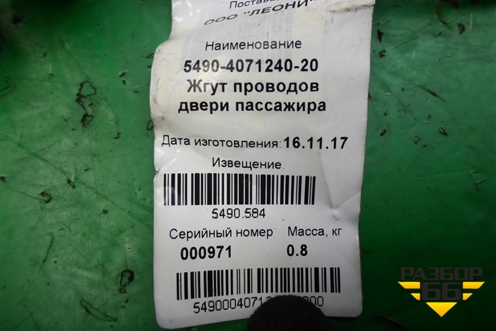 ООО "ЛЕОНИ"
Наименование
5490-4071240-20
Жгут проводов
двери пассажира
Дата изготовления: 16.11.17
Извещение
5490.584
Серийный номер Масса, кг
000971 0.8
РАЗБОР
66